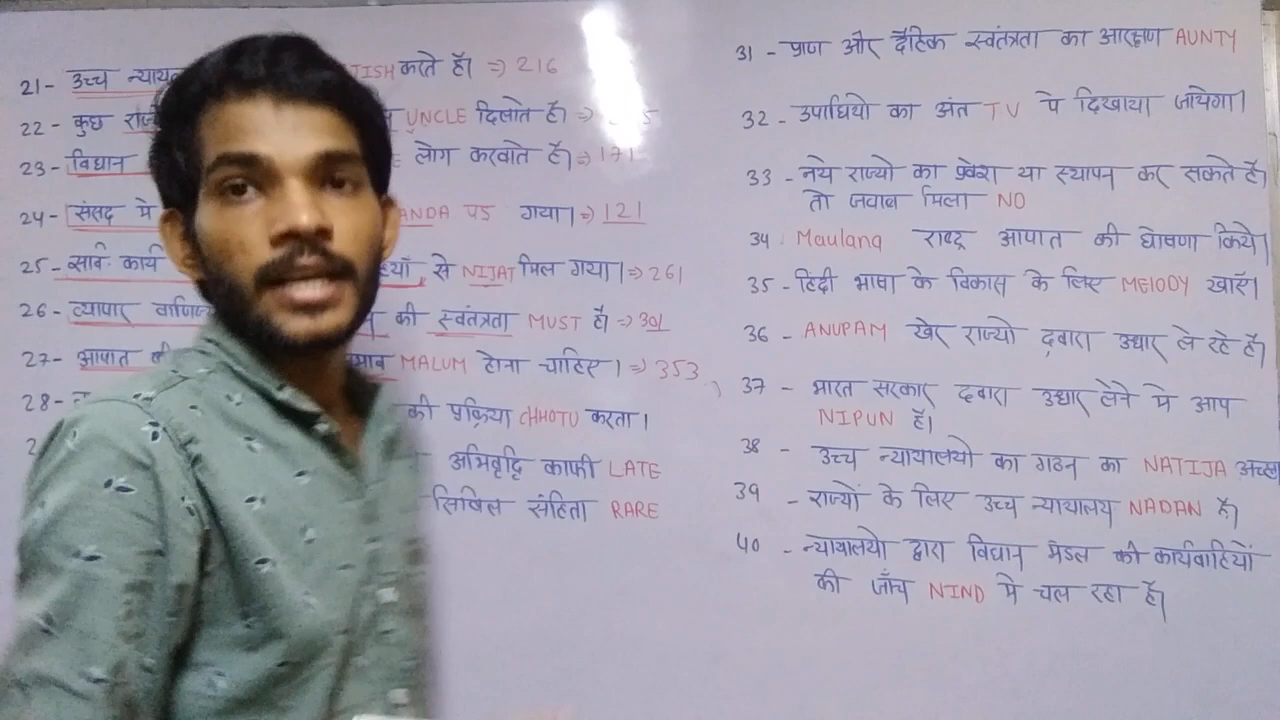 21- उच्च न्याया TISH करते हैं। => 216
22 - कुछ राज्य UNCLE दिलाते है। =>
23 - विधान लोग करवाते हैं। => 171
24 - संसद मे ANDA पड़ गया। => 121
25 - सार्व. कार्य से NIJAT मिल गया। => 261
26 - व्यापार वाणिज्य की स्वतंत्रता MUST है। => 301
27 - आपात की MALUM होना चाहिए। => 353
28 - की प्रक्रिया CHHOTU करता।
अभिवृद्दि काफी LATE
सिविल संहिता RARE
31 - प्राण और दैहिक स्वतंत्रता का आरक्षण AUNTY
32 - उपाधियो का अंत TV पे दिखाया जायेगा।
33 - नये राज्यो का प्रवेश या स्थापन कर सकते हैं
तो जवाब मिला NO
34 - Maulana राष्ट्र आपात की घोषणा किये।
35 - हिंदी भाषा के विकास के लिए MElODY खाएँ।
36 - ANUPAM खेर राज्यो द्वारा उधार ले रहे हैं।
37 - भारत सरकार द्वारा उधार लेने मे आप
NIPUN हैं।
38 - उच्च न्यायालयो का गठन का NATIJA अच्छा
39 - राज्यों के लिए उच्च न्यायालय NADAN है।
40 - न्यायालयो द्वारा विधान मंडल की कार्यवाहियों
की जाँच NIND मे चल रहा हैं।